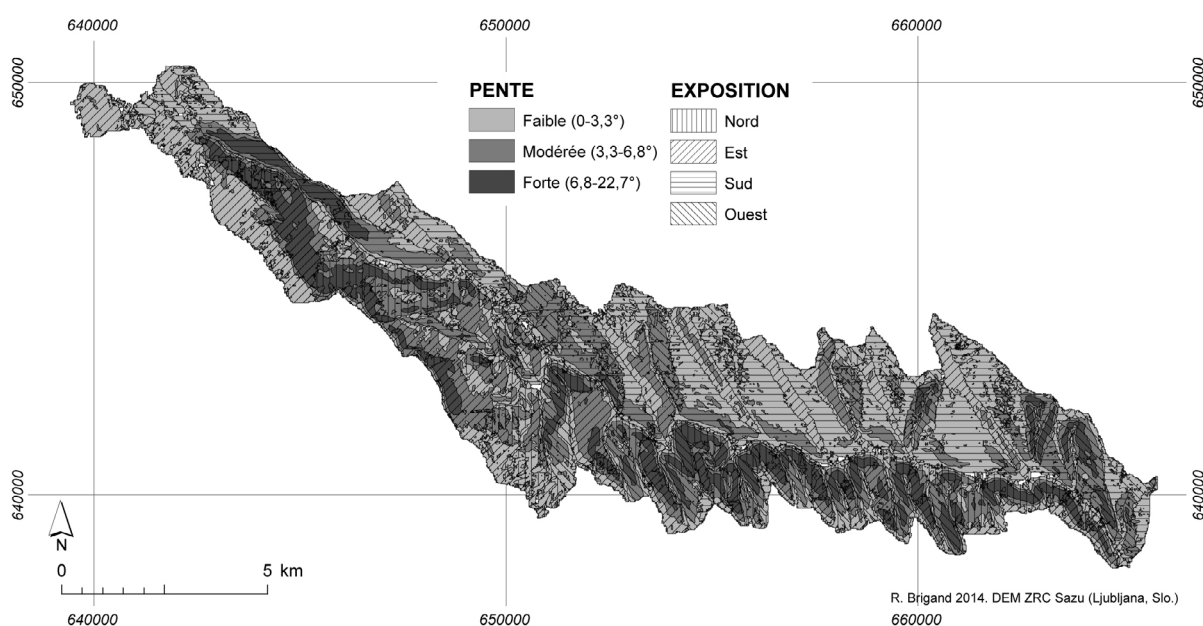 640000
650000
660000
650000
650000
PENTE
EXPOSITION
Faible (0-3,3°)
Nord
Modérée (3,3-6,8°)
Est
Forte (6,8-22,7°)
Sud
Ouest
640000
640000
N
0
5 km
R. Brigand 2014. DEM ZRC Sazu (Ljubljana, Slo.)
640000
650000
660000